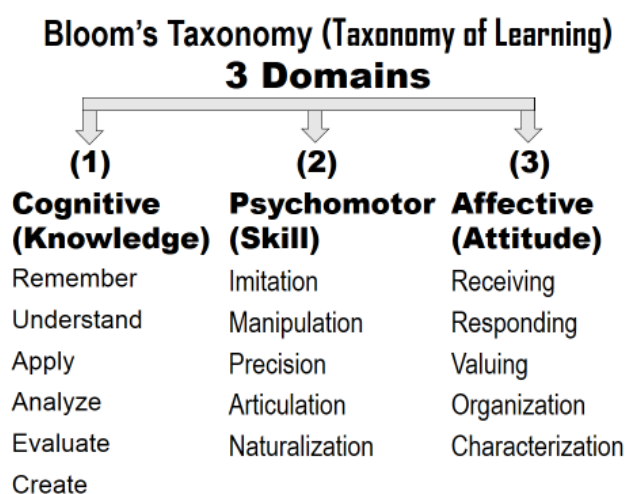 Bloom's Taxonomy (Taxonomy of Learning)
3 Domains
(1)
Cognitive
(Knowledge)
Remember
Understand
Apply
Analyze
Evaluate
Create
(2)
Psychomotor
(Skill)
Imitation
Manipulation
Precision
Articulation
Naturalization
(3)
Affective
(Attitude)
Receiving
Responding
Valuing
Organization
Characterization